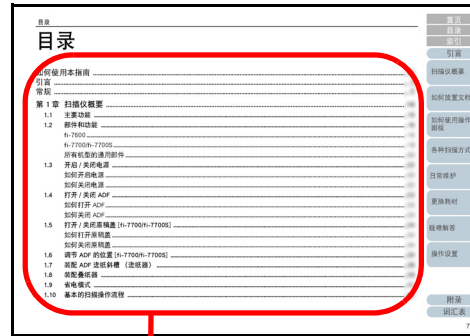 目录
目录
如何使用本指南
引言
常规
第 1 章 扫描仪概要
1.1 主要功能
1.2 部件和功能
fi-7600
fi-7700/fi-7700S
所有机型的通用部件
1.3 开启 / 关闭电源
如何开启电源
如何关闭电源
1.4 打开 / 关闭 ADF
如何打开 ADF
如何关闭 ADF
1.5 打开 / 关闭原稿盖 [fi-7700/fi-7700S]
如何打开原稿盖
如何关闭原稿盖
1.6 调节 ADF 的位置 [fi-7700/fi-7700S]
1.7 装配 ADF 进纸斜槽 （进纸器）
1.8 装配叠纸器
1.9 省电模式
1.10 基本的扫描操作流程
首页
目录
索引
引言
扫描仪概要
如何放置文档
如何使用操作
面板
各种扫描方式
日常维护
更换耗材
疑难解答
操作设置
附录
词汇表
7